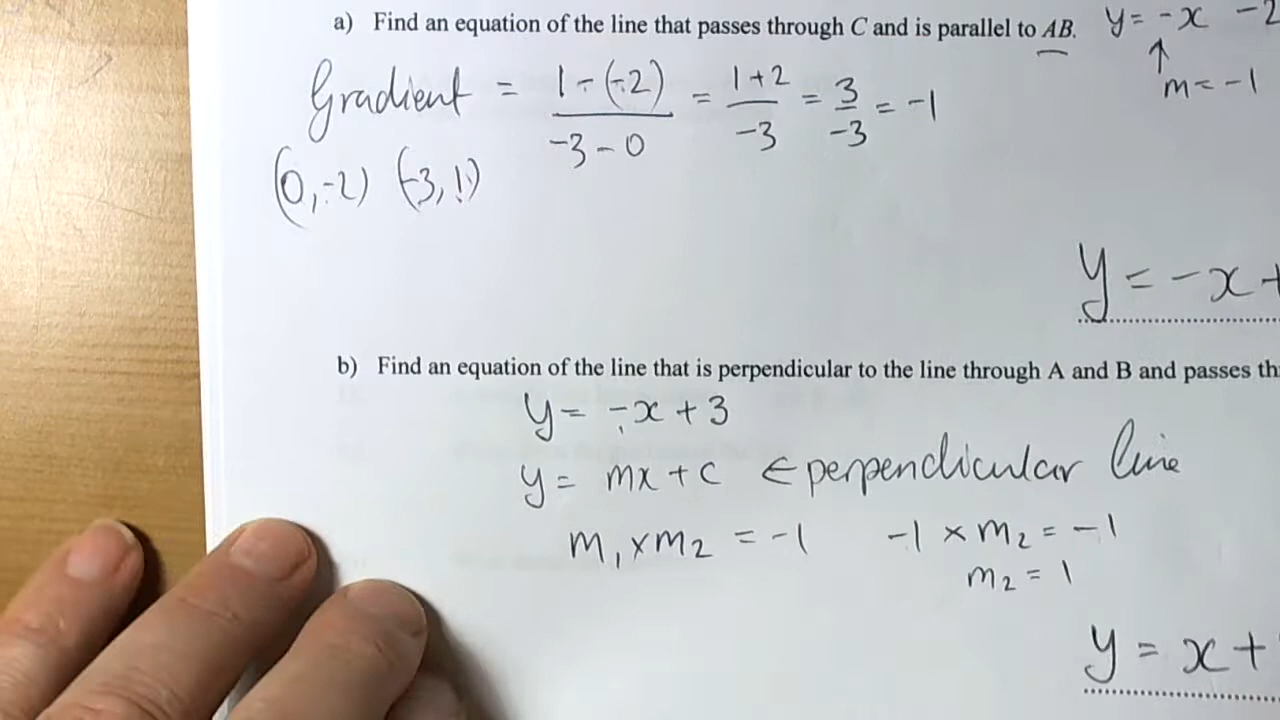 a) Find an equation of the line that passes through C and is parallel to AB. y = -x - 2
m = -1
Gradient = 1 - (-2) / -3 - 0 = 1 + 2 / -3 = 3 / -3 = -1
(0, -2) (-3, 1)
y = -x +
b) Find an equation of the line that is perpendicular to the line through A and B and passes th
y = -x + 3
y = mx + c ← perpendicular line
m₁ x m₂ = -1 -1 x m₂ = -1
m₂ = 1
y = x +